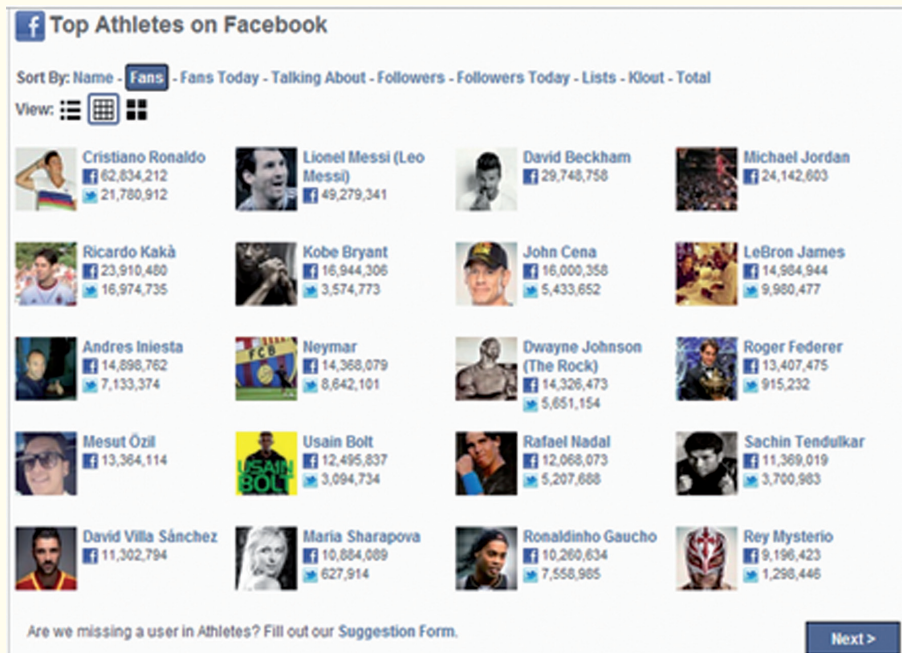 f Top Athletes on Facebook
Sort By: Name - Fans - Fans Today - Talking About - Followers - Followers Today - Lists - Klout - Total
View:
Cristiano Ronaldo
f 62,834,212
21,780,912
Lionel Messi (Leo
Messi)
f 49,279,341
David Beckham
f 29,748,758
Michael Jordan
f 24,142,603
Ricardo Kakà
f 23,910,480
16,974,735
Kobe Bryant
f 16,944,306
3,574,773
John Cena
f 16,000,358
5,433,652
LeBron James
f 14,984,944
9,980,477
Andres Iniesta
f 14,898,762
7,133,374
FCB
Neymar
f 14,368,079
8,642,101
Dwayne Johnson
(The Rock)
f 14,326,473
5,651,154
Roger Federer
f 13,407,475
915,232
Mesut Özil
f 13,364,114
USAIN
BOLT
Usain Bolt
f 12,495,837
3,094,734
Rafael Nadal
f 12,068,073
5,207,688
Sachin Tendulkar
f 11,369,019
3,700,983
David Villa Sánchez
f 11,302,794
Maria Sharapova
f 10,884,089
627,914
Ronaldinho Gaucho
f 10,260,634
7,558,985
Rey Mysterio
f 9,196,423
1,298,446
Are we missing a user in Athletes? Fill out our Suggestion Form.
Next >